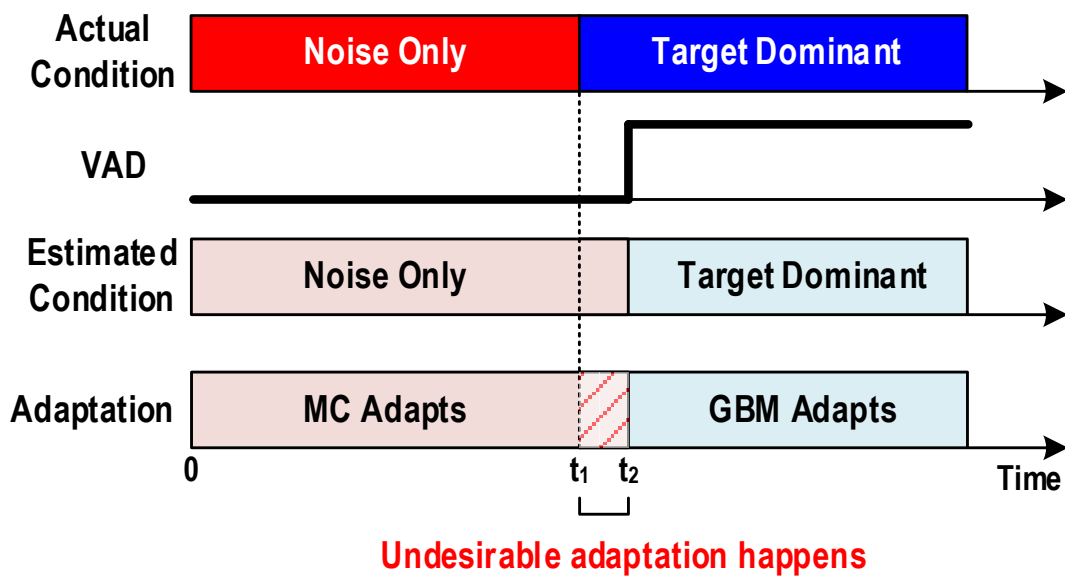 Actual
Condition
Noise Only
Target Dominant
VAD
Estimated
Condition
Noise Only
Target Dominant
Adaptation
MC Adapts
GBM Adapts
0
t₁
t₂
Time
Undesirable adaptation happens